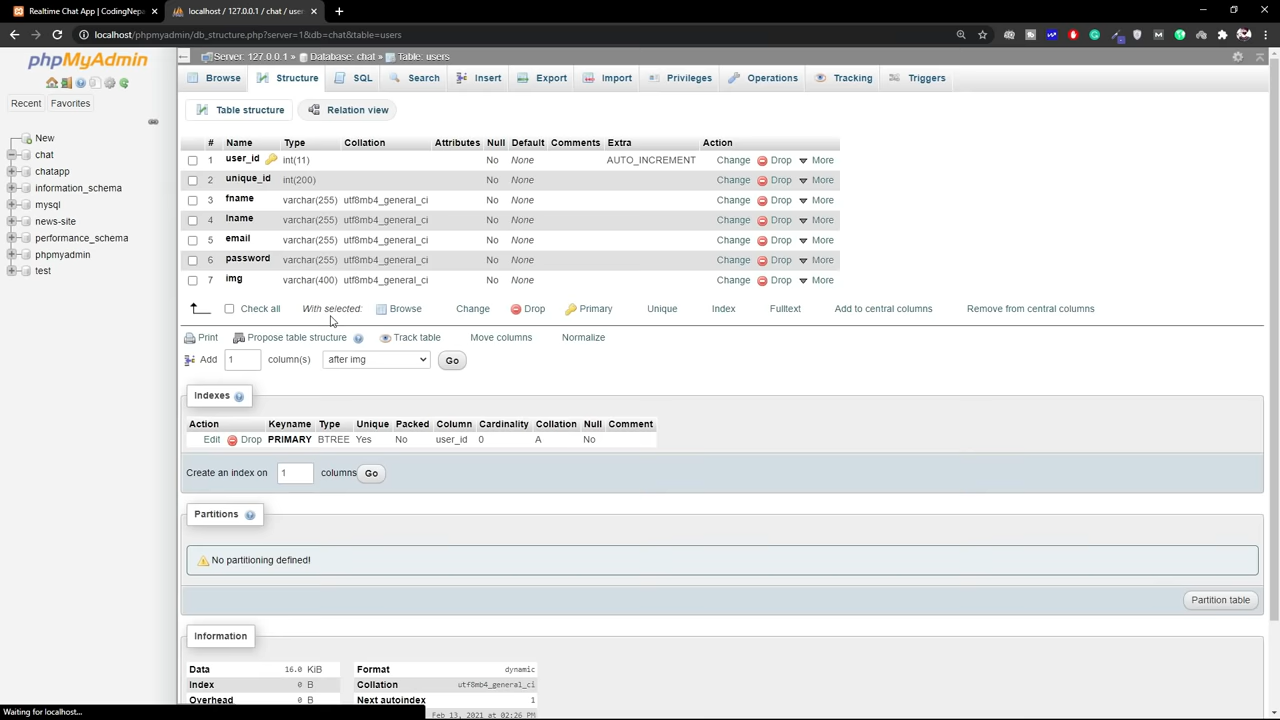 Realtime Chat App | CodingNepa
localhost / 127.0.0.1 / chat / user
localhost/phpmyadmin/db_structure.php?server=1&db=chat&table=users
phpMyAdmin
Recent Favorites
New
chat
chatapp
information_schema
mysql
news-site
performance_schema
phpmyadmin
test
Server: 127.0.0.1 » Database: chat » Table: users
Browse Structure SQL Search Insert Export Import Privileges Operations Tracking Triggers
Table structure Relation view
# Name Type Collation Attributes Null Default Comments Extra Action
1 user_id int(11) No None AUTO_INCREMENT Change Drop More
2 unique_id int(200) No None Change Drop More
3 fname varchar(255) utf8mb4_general_ci No None Change Drop More
4 lname varchar(255) utf8mb4_general_ci No None Change Drop More
5 email varchar(255) utf8mb4_general_ci No None Change Drop More
6 password varchar(255) utf8mb4_general_ci No None Change Drop More
7 img varchar(400) utf8mb4_general_ci No None Change Drop More
Check all With selected: Browse Change Drop Primary Unique Index Fulltext Add to central columns Remove from central columns
Print Propose table structure Track table Move columns Normalize
Add 1 column(s) after img Go
Indexes
Action Keyname Type Unique Packed Column Cardinality Collation Null Comment
Edit Drop PRIMARY BTREE Yes No user_id 0 A No
Create an index on 1 columns Go
Partitions
No partitioning defined!
Partition table
Information
Data 16.0 KiB Format dynamic
Index 0 B Collation utf8mb4_general_ci
Overhead 0 B Next autoindex 1
Feb 13, 2021 at 02:26 PM
Waiting for localhost...